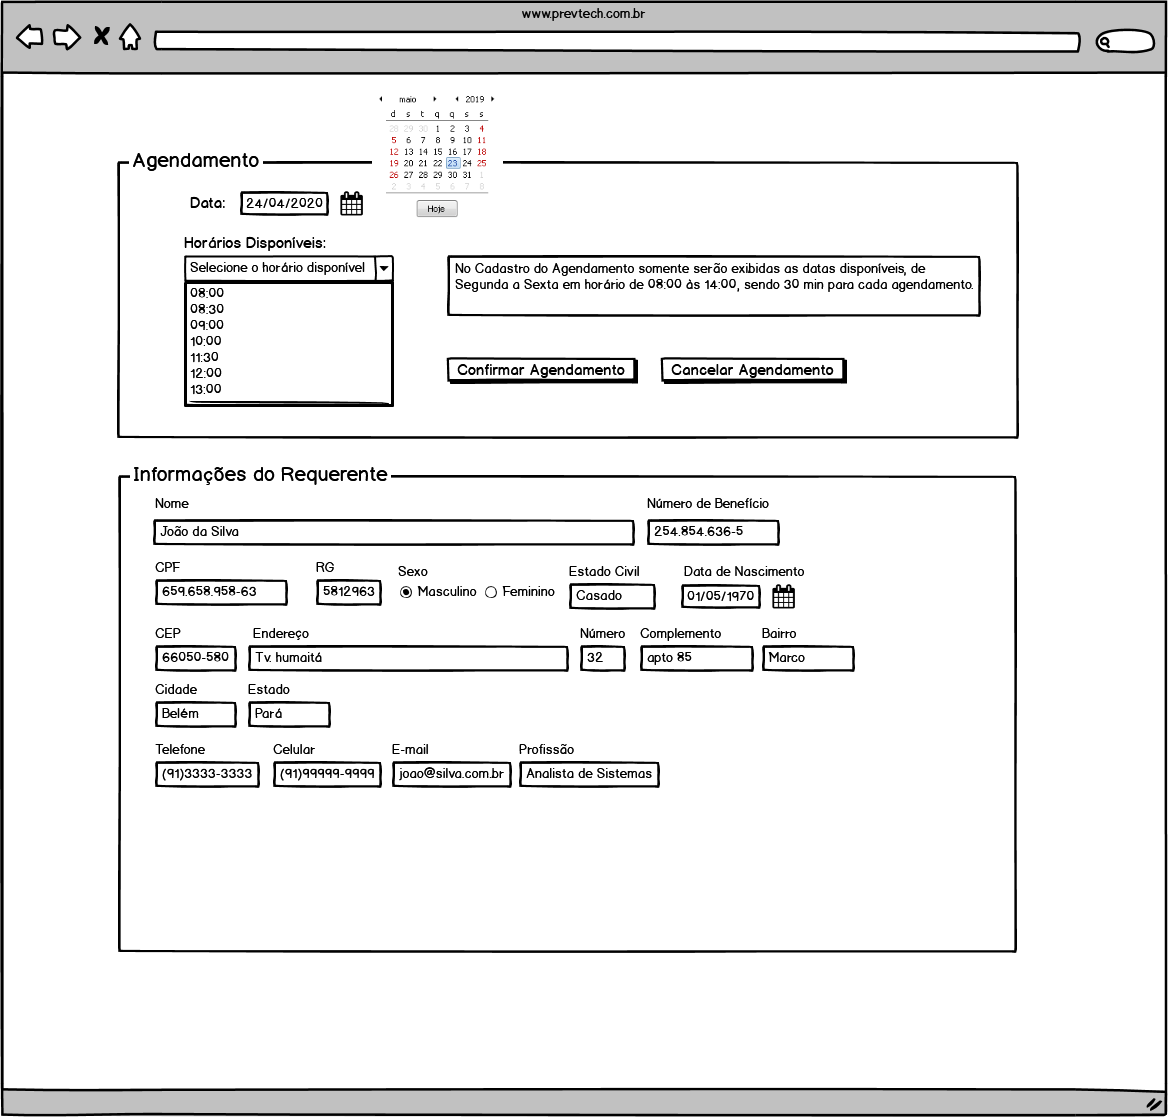 www.prevtech.com.br
maio 2019
d s t q q s s
28 29 30 1 2 3 4
5 6 7 8 9 10 11
12 13 14 15 16 17 18
19 20 21 22 23 24 25
26 27 28 29 30 31 1
2 3 4 5 6 7 8
Hoje
Agendamento
Data: 24/04/2020
Horários Disponíveis:
Selecione o horário disponível
08:00
08:30
09:00
10:00
11:30
12:00
13:00
No Cadastro do Agendamento somente serão exibidas as datas disponíveis, de
Segunda a Sexta em horário de 08:00 às 14:00, sendo 30 min para cada agendamento.
Confirmar Agendamento Cancelar Agendamento
Informações do Requerente
Nome Número de Benefício
João da Silva 254.854.636-5
CPF RG Sexo Estado Civil Data de Nascimento
659.658.958-63 5812963 Masculino Feminino Casado 01/05/1970
CEP Endereço Número Complemento Bairro
66050-580 Tv. humaitá 32 apto 85 Marco
Cidade Estado
Belém Pará
Telefone Celular E-mail Profissão
(91)3333-3333 (91)99999-9999 joao@silva.com.br Analista de Sistemas